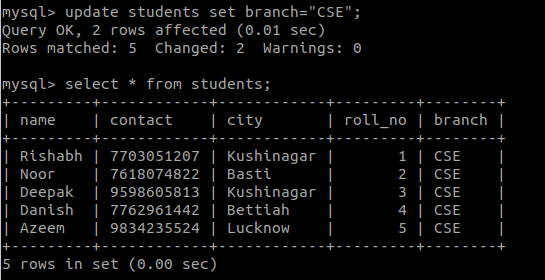 mysql> update students set branch="CSE";
Query OK, 2 rows affected (0.01 sec)
Rows matched: 5  Changed: 2  Warnings: 0

mysql> select * from students;
+---------+------------+------------+---------+--------+
| name    | contact    | city       | roll_no | branch |
+---------+------------+------------+---------+--------+
| Rishabh | 7703051207 | Kushinagar |       1 | CSE    |
| Noor    | 7618074822 | Basti      |       2 | CSE    |
| Deepak  | 9598605813 | Kushinagar |       3 | CSE    |
| Danish  | 7762961442 | Bettiah    |       4 | CSE    |
| Azeem   | 9834235524 | Lucknow    |       5 | CSE    |
+---------+------------+------------+---------+--------+
5 rows in set (0.00 sec)